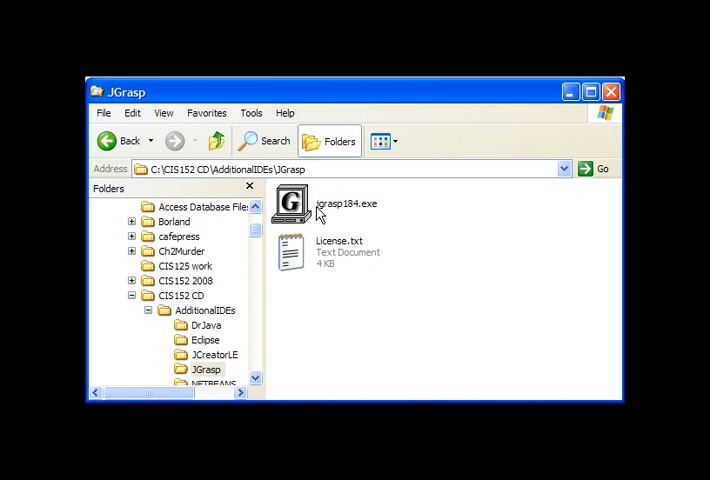 JGrasp
File Edit View Favorites Tools Help
Back Search Folders
Address C:\CIS152 CD\AdditionalIDEs\JGrasp Go
Folders
Access Database Files
Borland
cafepress
Ch2Murder
CIS125 work
CIS152 2008
CIS152 CD
AdditionalIDEs
DrJava
Eclipse
JCreatorLE
JGrasp
NETBEANS
G
jgrasp184.exe
License.txt
Text Document
4 KB